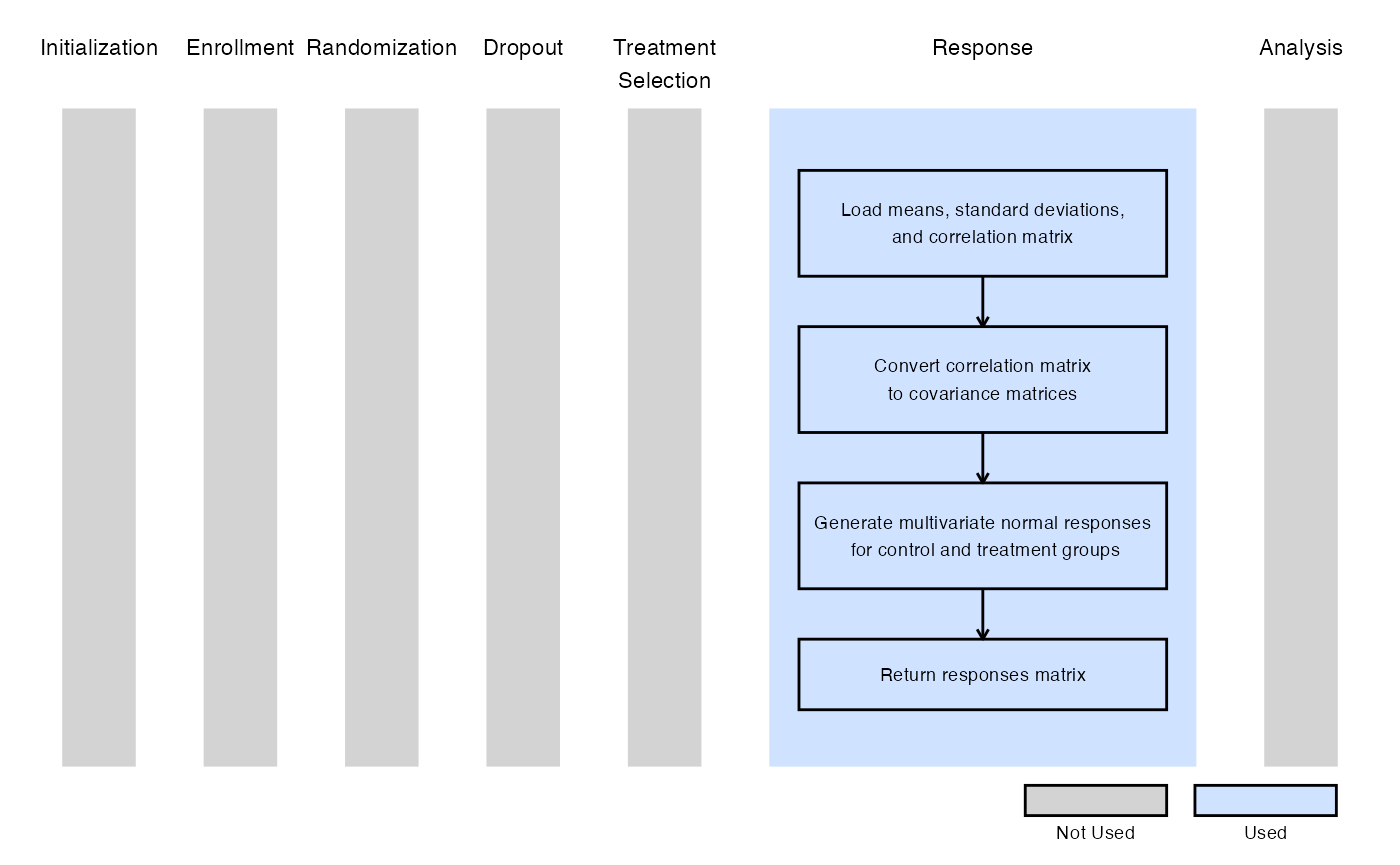 Initialization
Enrollment
Randomization
Dropout
Treatment
Selection
Response
Analysis
Load means, standard deviations,
and correlation matrix
Convert correlation matrix
to covariance matrices
Generate multivariate normal responses
for control and treatment groups
Return responses matrix
Not Used
Used